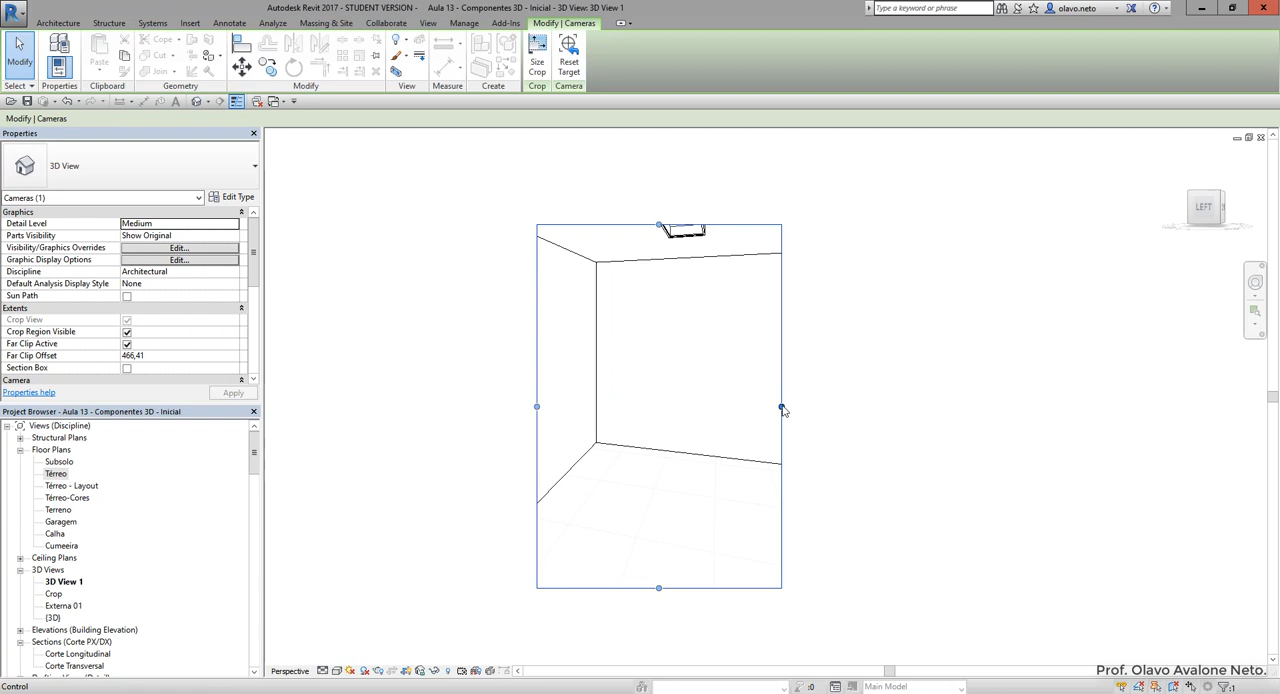 Autodesk Revit 2017 - STUDENT VERSION - Aula 13 - Componentes 3D - Inicial - 3D View: 3D View 1
Type a keyword or phrase
olavo.neto
Architecture Structure Systems Insert Annotate Analyze Massing & Site Collaborate View Manage Add-Ins Modify | Cameras
Modify
Paste
Cope
Cut
Join
Size Crop
Reset Target
Select Properties Clipboard Geometry Modify View Measure Create Crop Camera
Modify | Cameras
Properties
3D View
Cameras (1)
Edit Type
Graphics
Detail Level Medium
Parts Visibility Show Original
Visibility/Graphics Overrides Edit...
Graphic Display Options Edit...
Discipline Architectural
Default Analysis Display Style None
Sun Path
Extents
Crop View
Crop Region Visible
Far Clip Active
Far Clip Offset 466,41
Section Box
Camera
Properties help
Apply
Project Browser - Aula 13 - Componentes 3D - Inicial
Views (Discipline)
Structural Plans
Floor Plans
Subsolo
Térreo
Térreo - Layout
Térreo-Cores
Terreno
Garagem
Calha
Cumeeira
Ceiling Plans
3D Views
3D View 1
Crop
Externa 01
{3D}
Elevations (Building Elevation)
Sections (Corte PX/DX)
Corte Longitudinal
Corte Transversal
LEFT
Perspective
Prof. Olavo Avalone Neto.
Control
:0
Main Model
:1